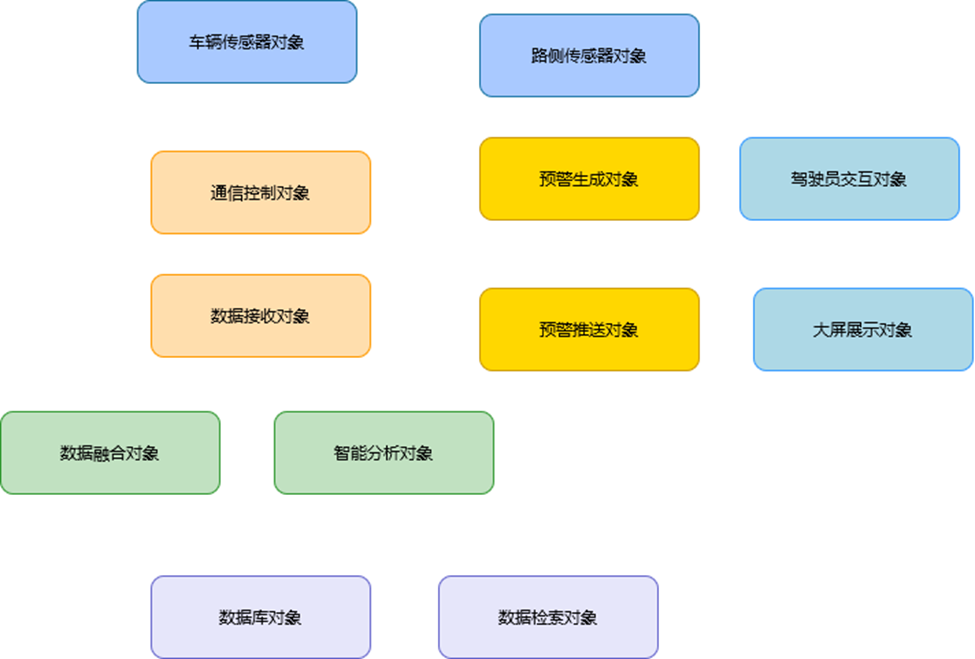 车辆传感器对象
路侧传感器对象
通信控制对象
预警生成对象
驾驶员交互对象
数据接收对象
预警推送对象
大屏展示对象
数据融合对象
智能分析对象
数据库对象
数据检索对象